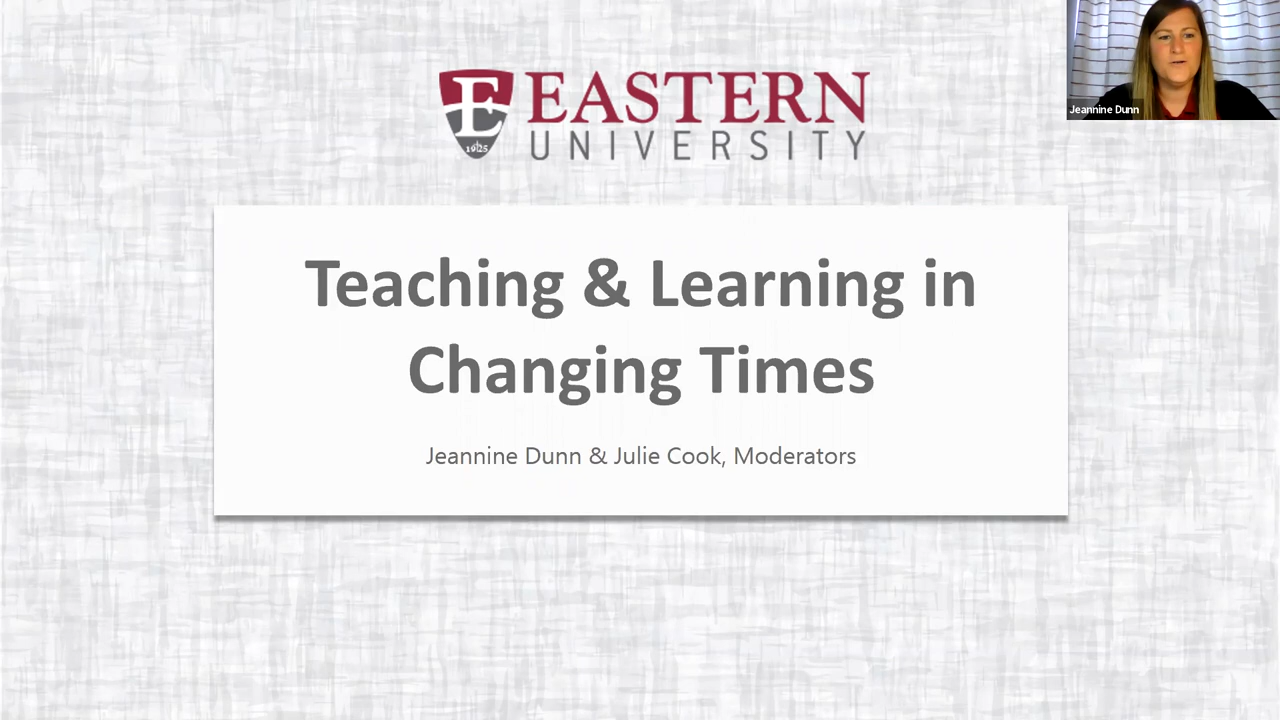 E
1925
EASTERN
UNIVERSITY
Jeannine Dunn
Teaching & Learning in
Changing Times
Jeannine Dunn & Julie Cook, Moderators